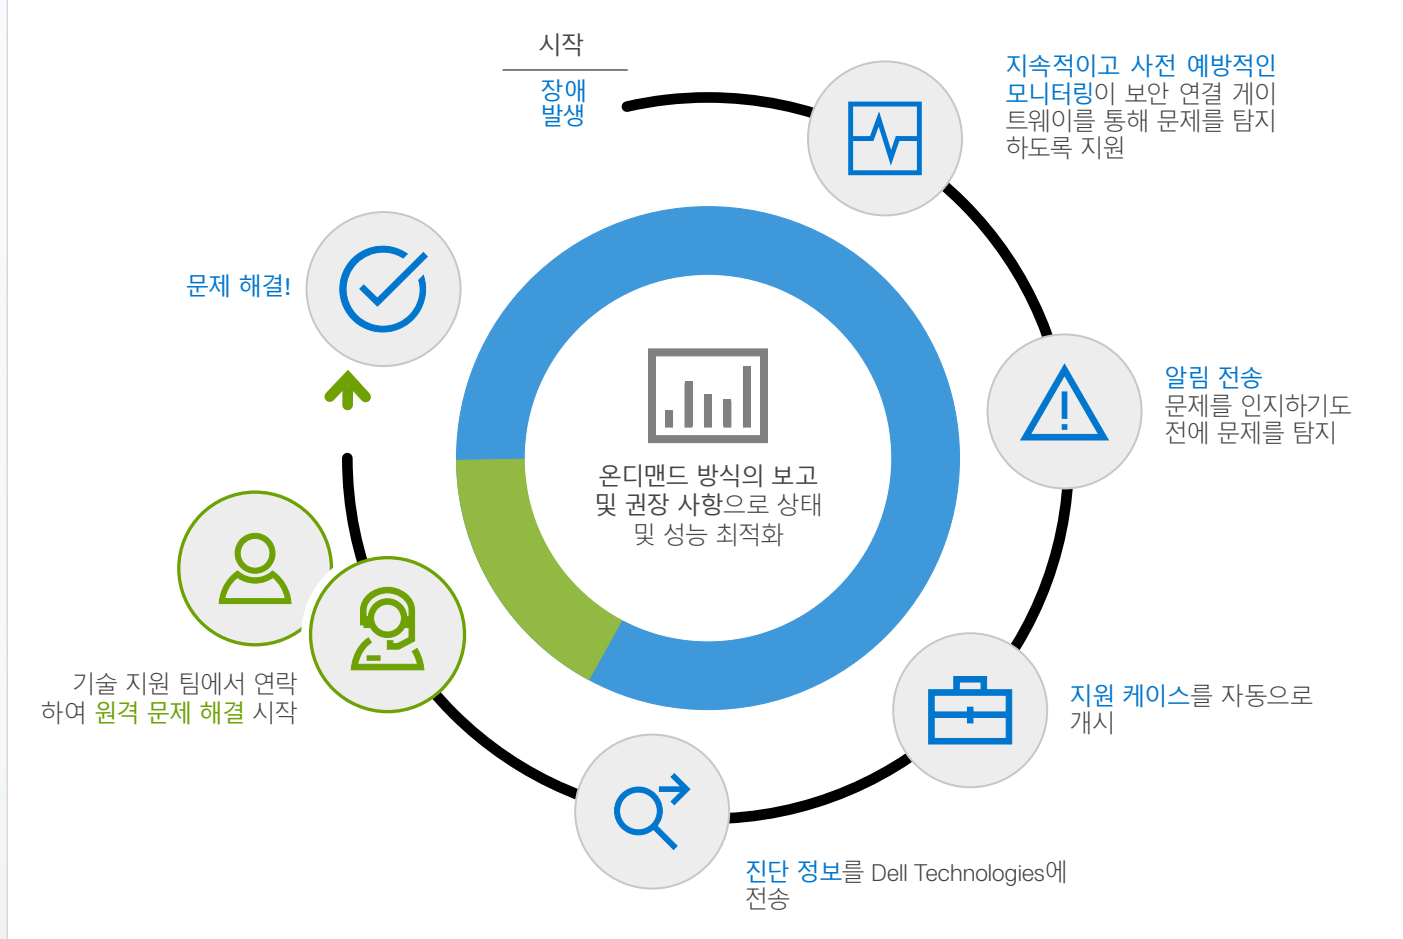 시작
장애
발생
지속적이고 사전 예방적인
모니터링이 보안 연결 게이
트웨이를 통해 문제를 탐지
하도록 지원
알림 전송
문제를 인지하기도
전에 문제를 탐지
지원 케이스를 자동으로
개시
진단 정보를 Dell Technologies에
전송
기술 지원 팀에서 연락
하여 원격 문제 해결 시작
문제 해결!
온디맨드 방식의 보고
및 권장 사항으로 상태
및 성능 최적화